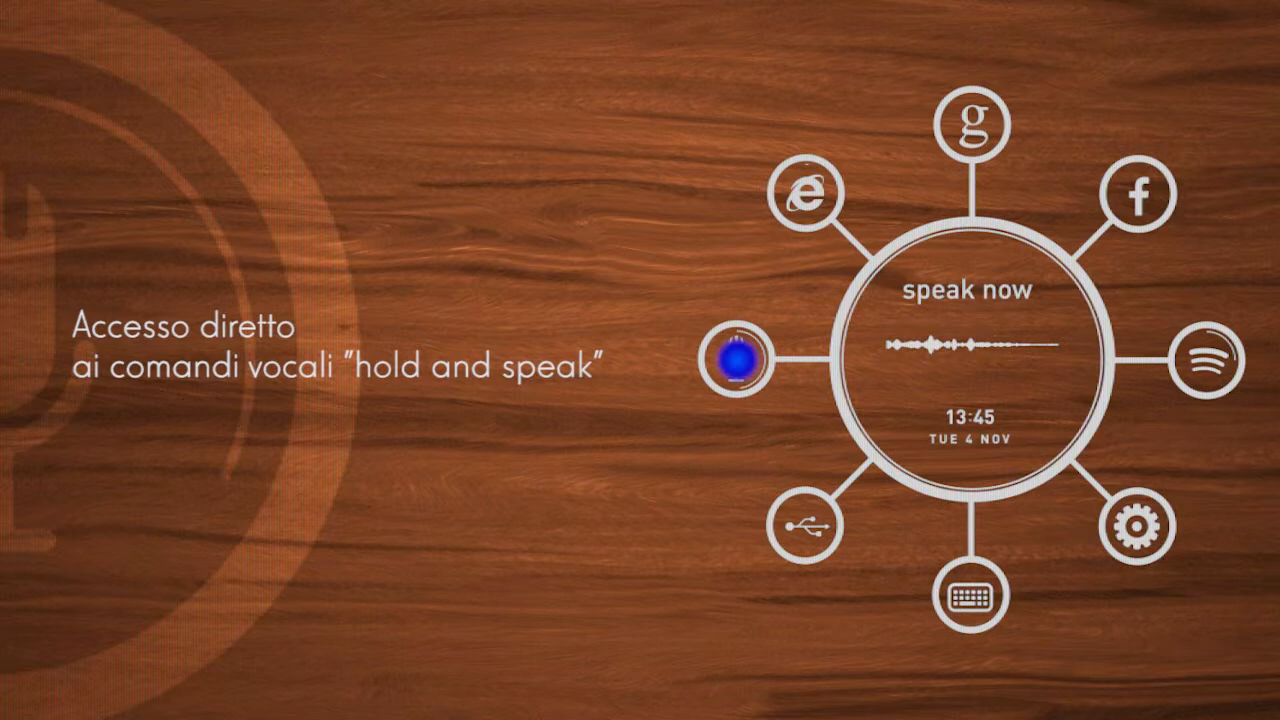 Accesso diretto
ai comandi vocali "hold and speak"
g
e
f
speak now
13:45
TUE 4 NOV